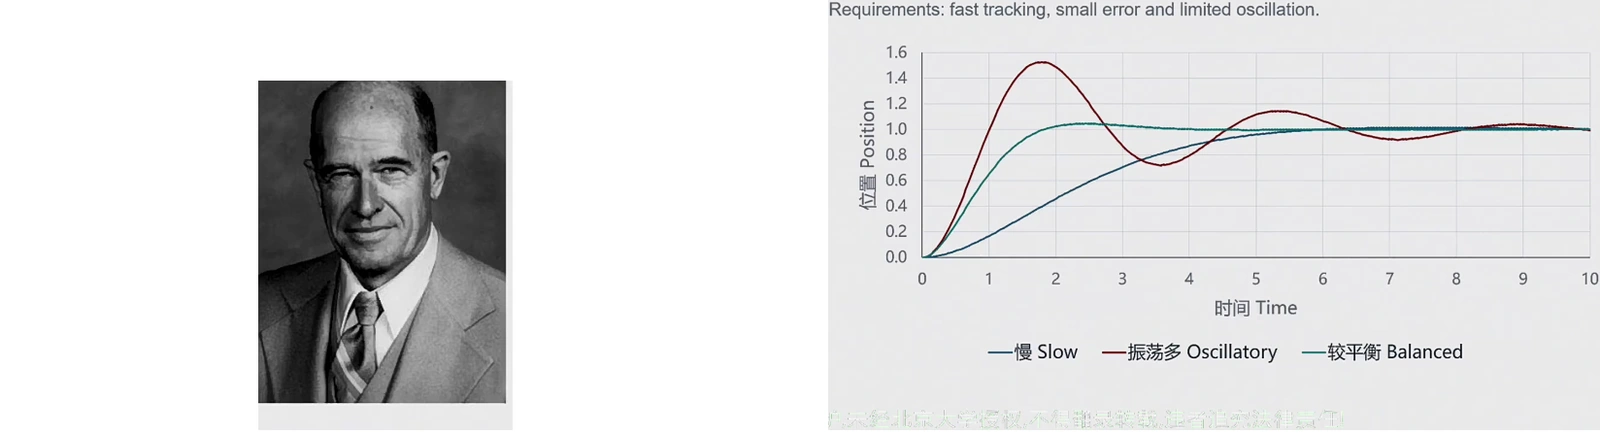 Requirements: fast tracking, small error and limited oscillation.
1.6
1.4
1.2
1.0
0.8
0.6
0.4
0.2
0.0
位置 Position
0 1 2 3 4 5 6 7 8 9 10
时间 Time
慢 Slow 振荡多 Oscillatory 较平衡 Balanced